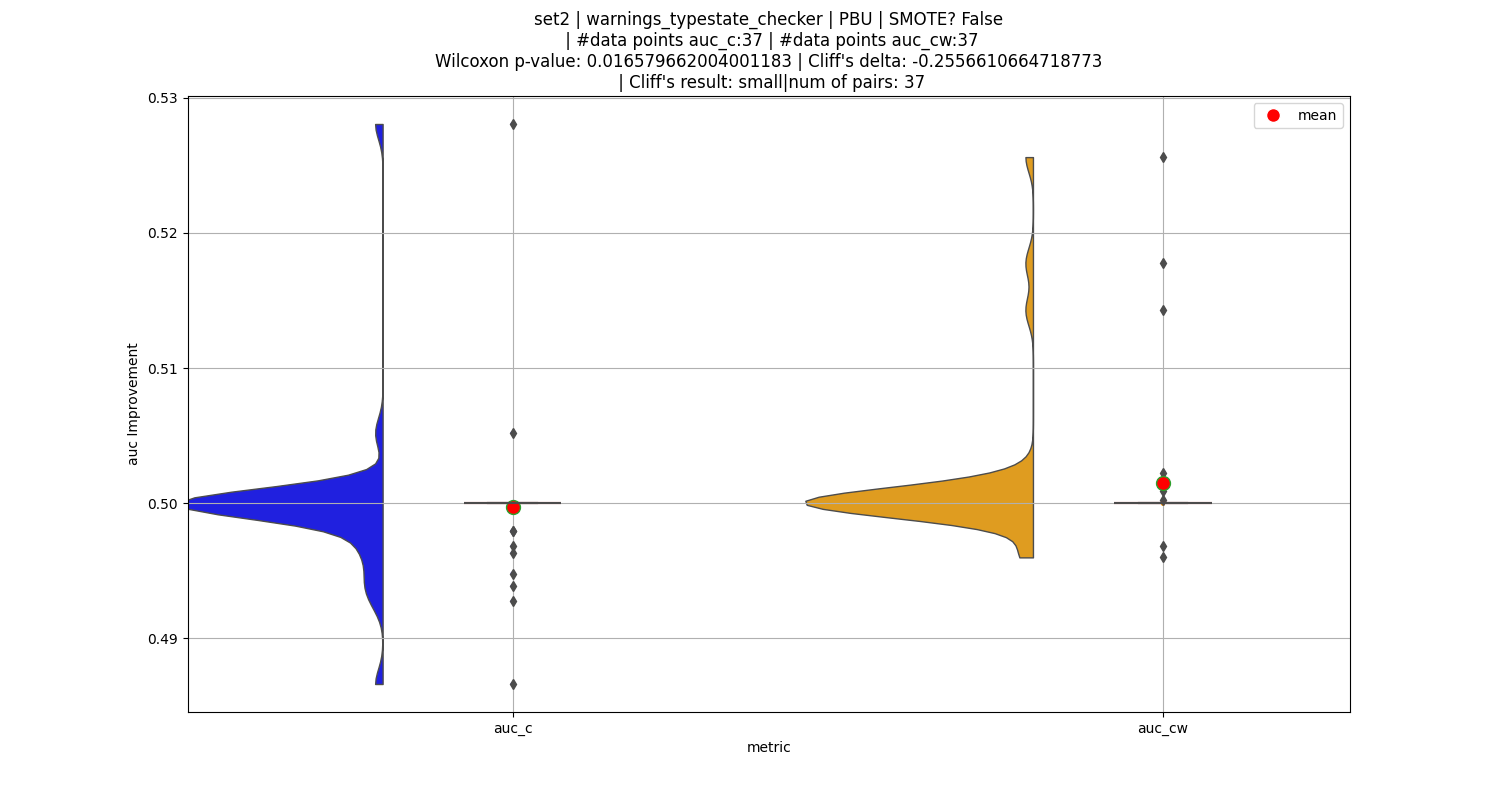 set2 | warnings_typestate_checker | PBU | SMOTE? False
| #data points auc_c:37 | #data points auc_cw:37
Wilcoxon p-value: 0.016579662004001183 | Cliff's delta: -0.2556610664718773
| Cliff's result: small|num of pairs: 37
mean
0.53
0.52
0.51
0.50
0.49
auc Improvement
auc_c
auc_cw
metric